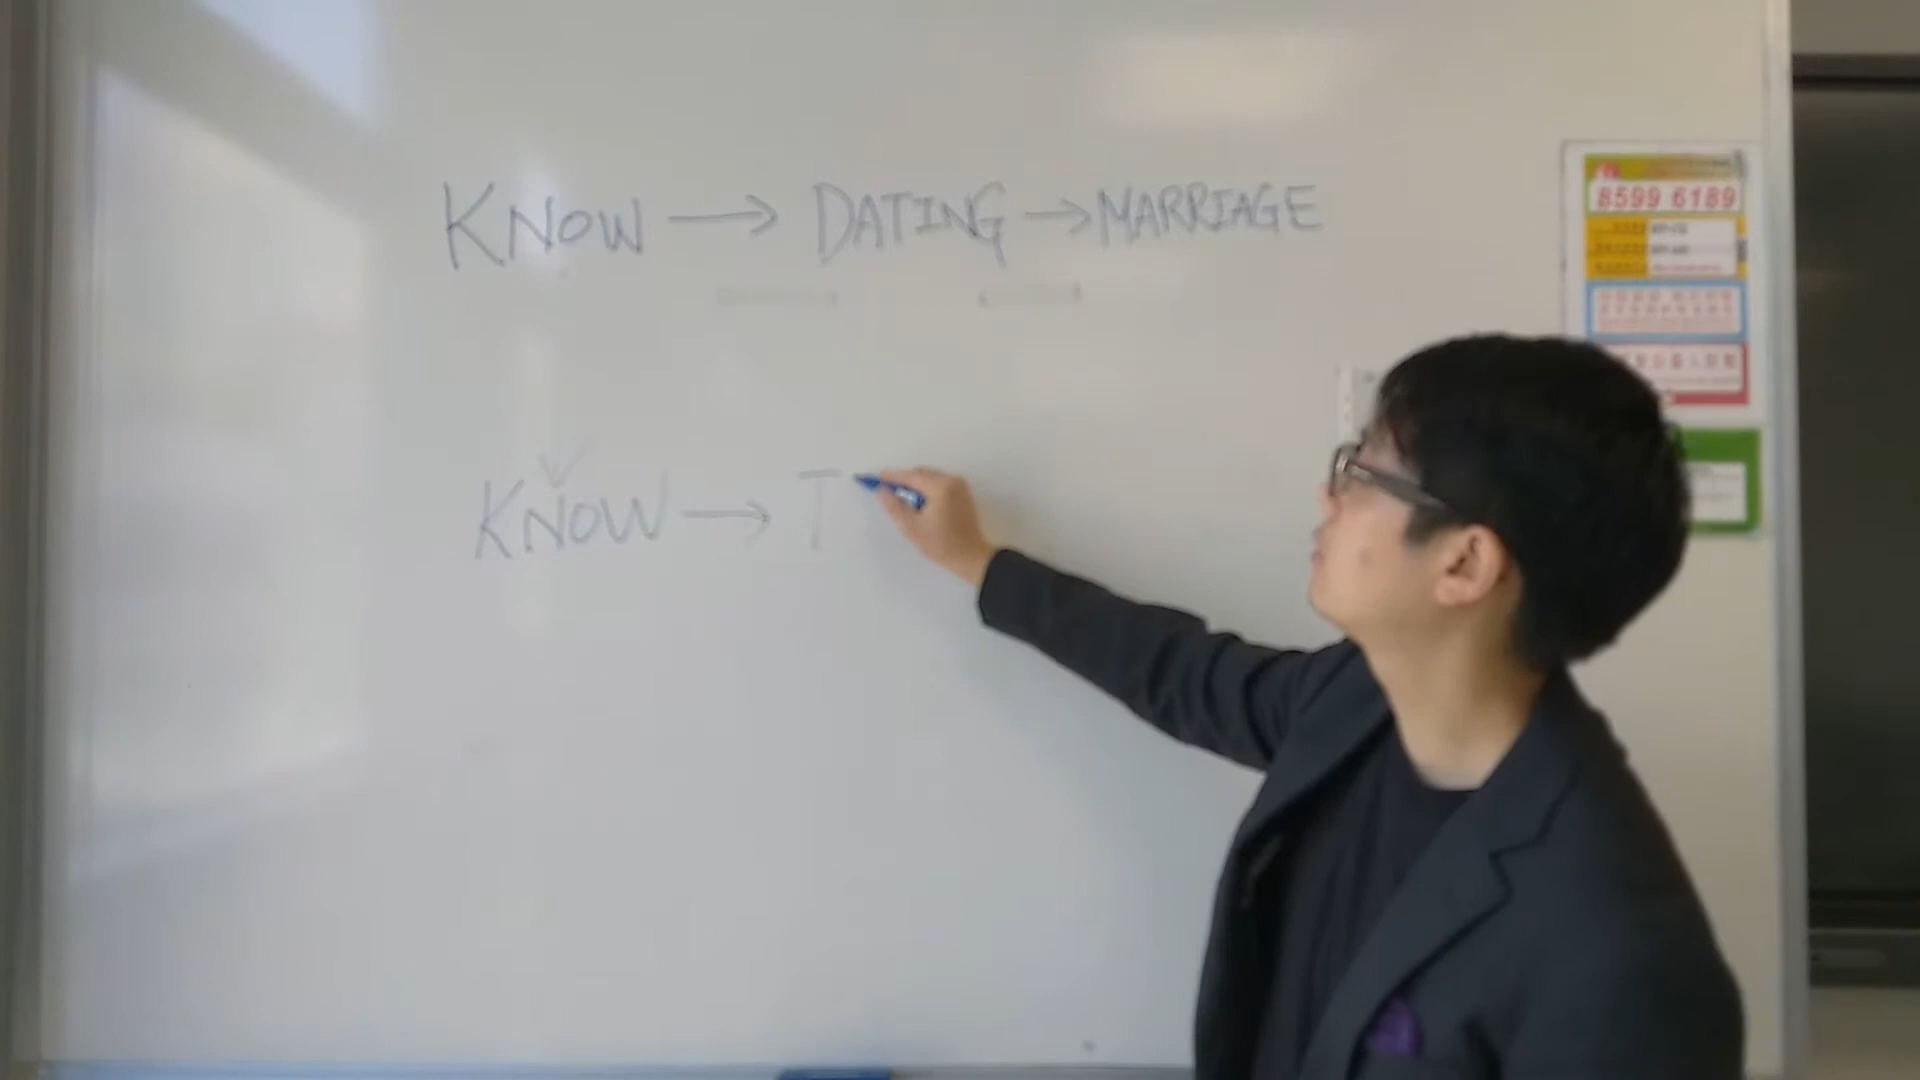 KNOW → DATING → MARRIAGE
8599 6189
KNOW → T